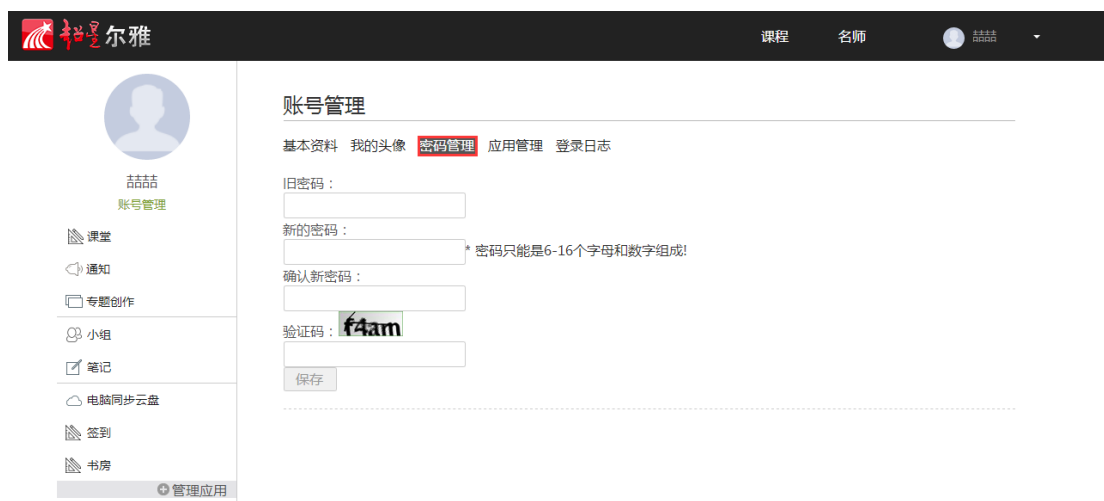 超星尔雅
课程 名师 喆喆
喆喆
账号管理
课堂
通知
专题创作
小组
笔记
电脑同步云盘
签到
书房
管理应用
账号管理
基本资料 我的头像 密码管理 应用管理 登录日志
旧密码：
新的密码：
* 密码只能是6-16个字母和数字组成!
确认新密码：
验证码： f4am
保存